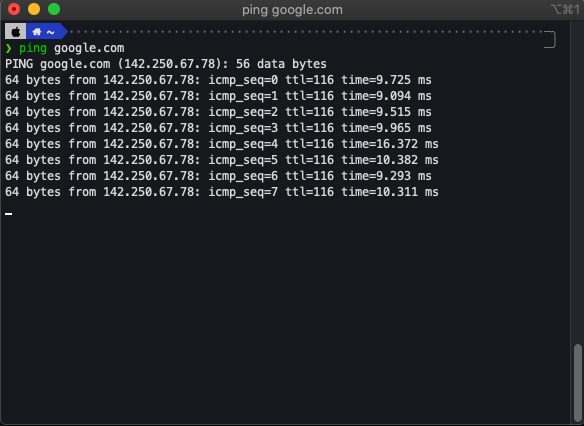 ping google.com
⌥⌘1
~
❯ ping google.com
PING google.com (142.250.67.78): 56 data bytes
64 bytes from 142.250.67.78: icmp_seq=0 ttl=116 time=9.725 ms
64 bytes from 142.250.67.78: icmp_seq=1 ttl=116 time=9.094 ms
64 bytes from 142.250.67.78: icmp_seq=2 ttl=116 time=9.515 ms
64 bytes from 142.250.67.78: icmp_seq=3 ttl=116 time=9.965 ms
64 bytes from 142.250.67.78: icmp_seq=4 ttl=116 time=16.372 ms
64 bytes from 142.250.67.78: icmp_seq=5 ttl=116 time=10.382 ms
64 bytes from 142.250.67.78: icmp_seq=6 ttl=116 time=9.293 ms
64 bytes from 142.250.67.78: icmp_seq=7 ttl=116 time=10.311 ms